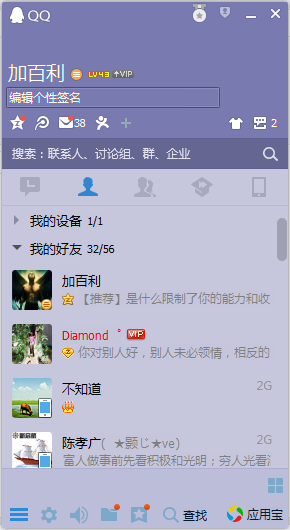 QQ
加百利 LV43 VIP
编辑个性签名
38 2
搜索：联系人、讨论组、群、企业
我的设备 1/1
我的好友 32/56
加百利
【推荐】是什么限制了你的能力和收
Diamond ゜ VIP
你对别人好，别人未必领情，相反的
不知道 2G
陈孝广( ★颢じ★ve) 2G
富人做事前先看积极和光明；穷人光看消
查找 应用宝